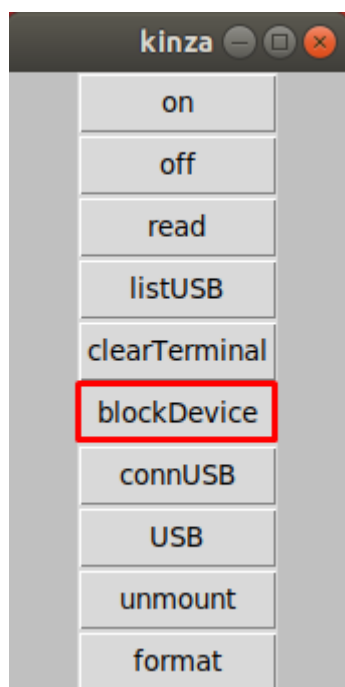 kinza
on
off
read
listUSB
clearTerminal
blockDevice
connUSB
USB
unmount
format